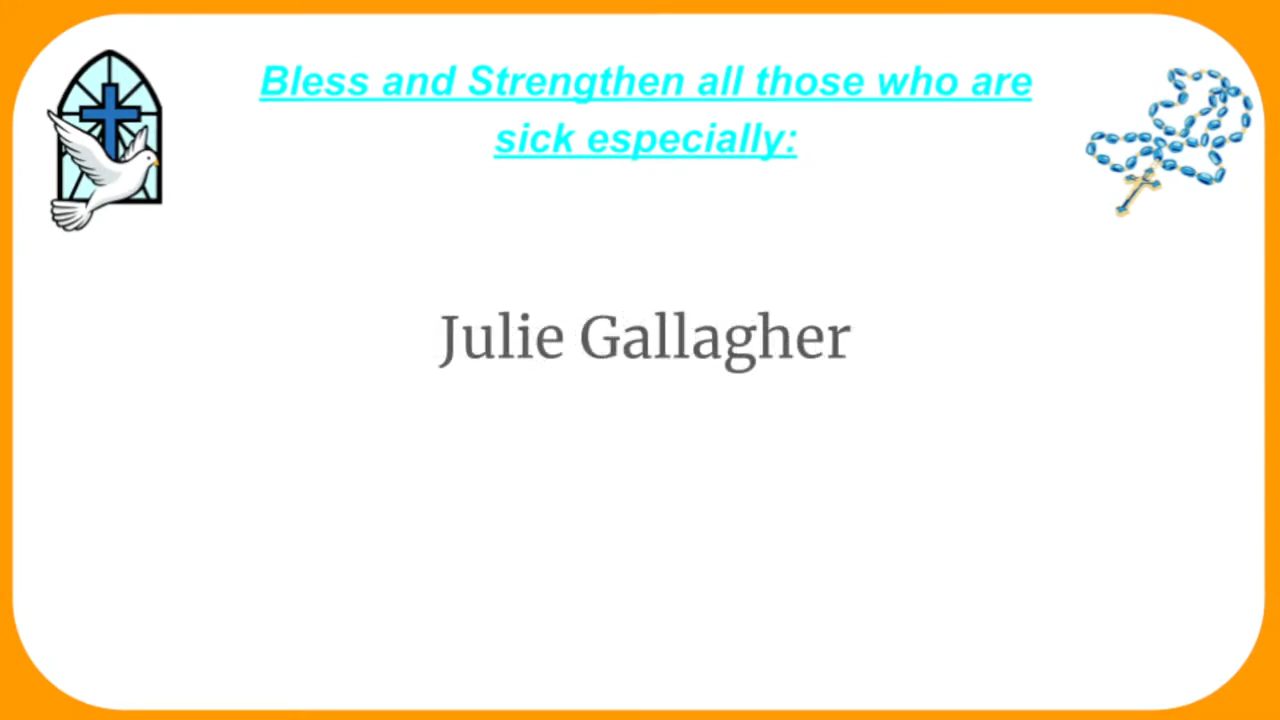 Bless and Strengthen all those who are
sick especially:
Julie Gallagher